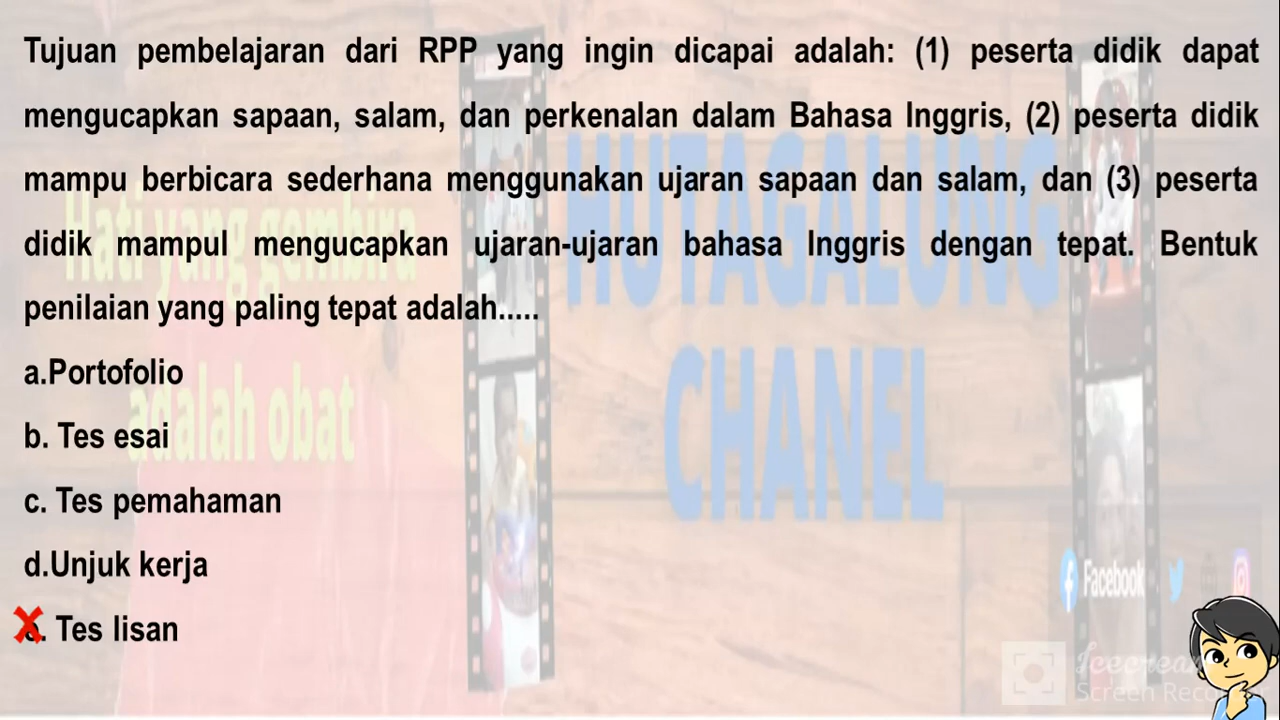 Tujuan pembelajaran dari RPP yang ingin dicapai adalah: (1) peserta didik dapat
mengucapkan sapaan, salam, dan perkenalan dalam Bahasa Inggris, (2) peserta didik
mampu berbicara sederhana menggunakan ujaran sapaan dan salam, dan (3) peserta
didik mampul mengucapkan ujaran-ujaran bahasa Inggris dengan tepat. Bentuk
penilaian yang paling tepat adalah.....
a.Portofolio
b. Tes esai
c. Tes pemahaman
d.Unjuk kerja
Tes lisan
Hati yang gembira
adalah obat
HUTAGALUNG
CHANEL
Facebook
Icecream
Screen